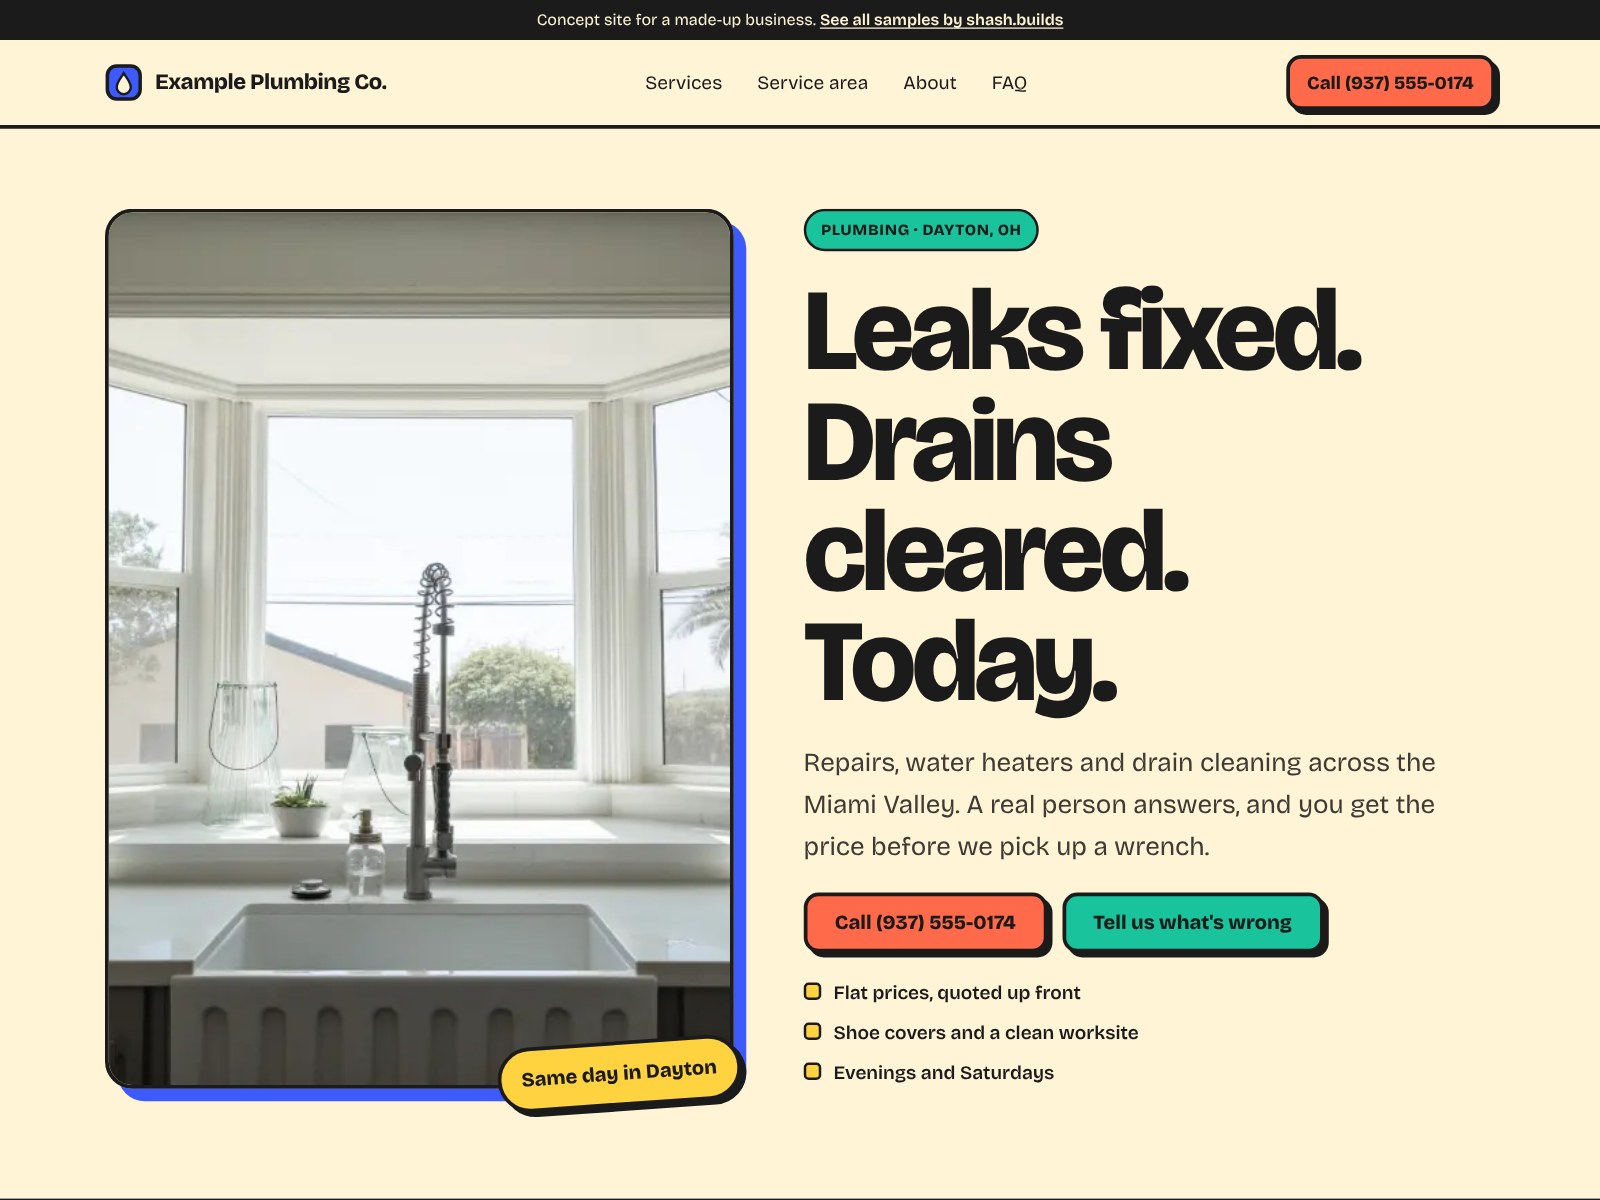 Concept site for a made-up business. See all samples by shash.builds
Example Plumbing Co.
Services
Service area
About
FAQ
Call (937) 555-0174
PLUMBING · DAYTON, OH
Leaks fixed.
Drains
cleared.
Today.
Repairs, water heaters and drain cleaning across the
Miami Valley. A real person answers, and you get the
price before we pick up a wrench.
Call (937) 555-0174
Tell us what's wrong
Flat prices, quoted up front
Shoe covers and a clean worksite
Evenings and Saturdays
Same day in Dayton